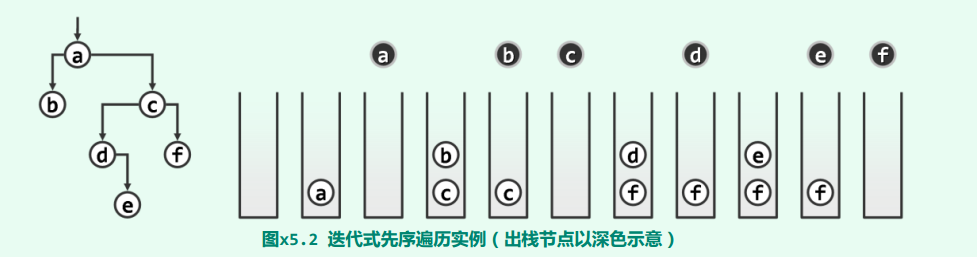 a b c d e f
a
b c
d f
e
b d e
a c c f f f f
图x5.2 迭代式先序遍历实例（出栈节点以深色示意）